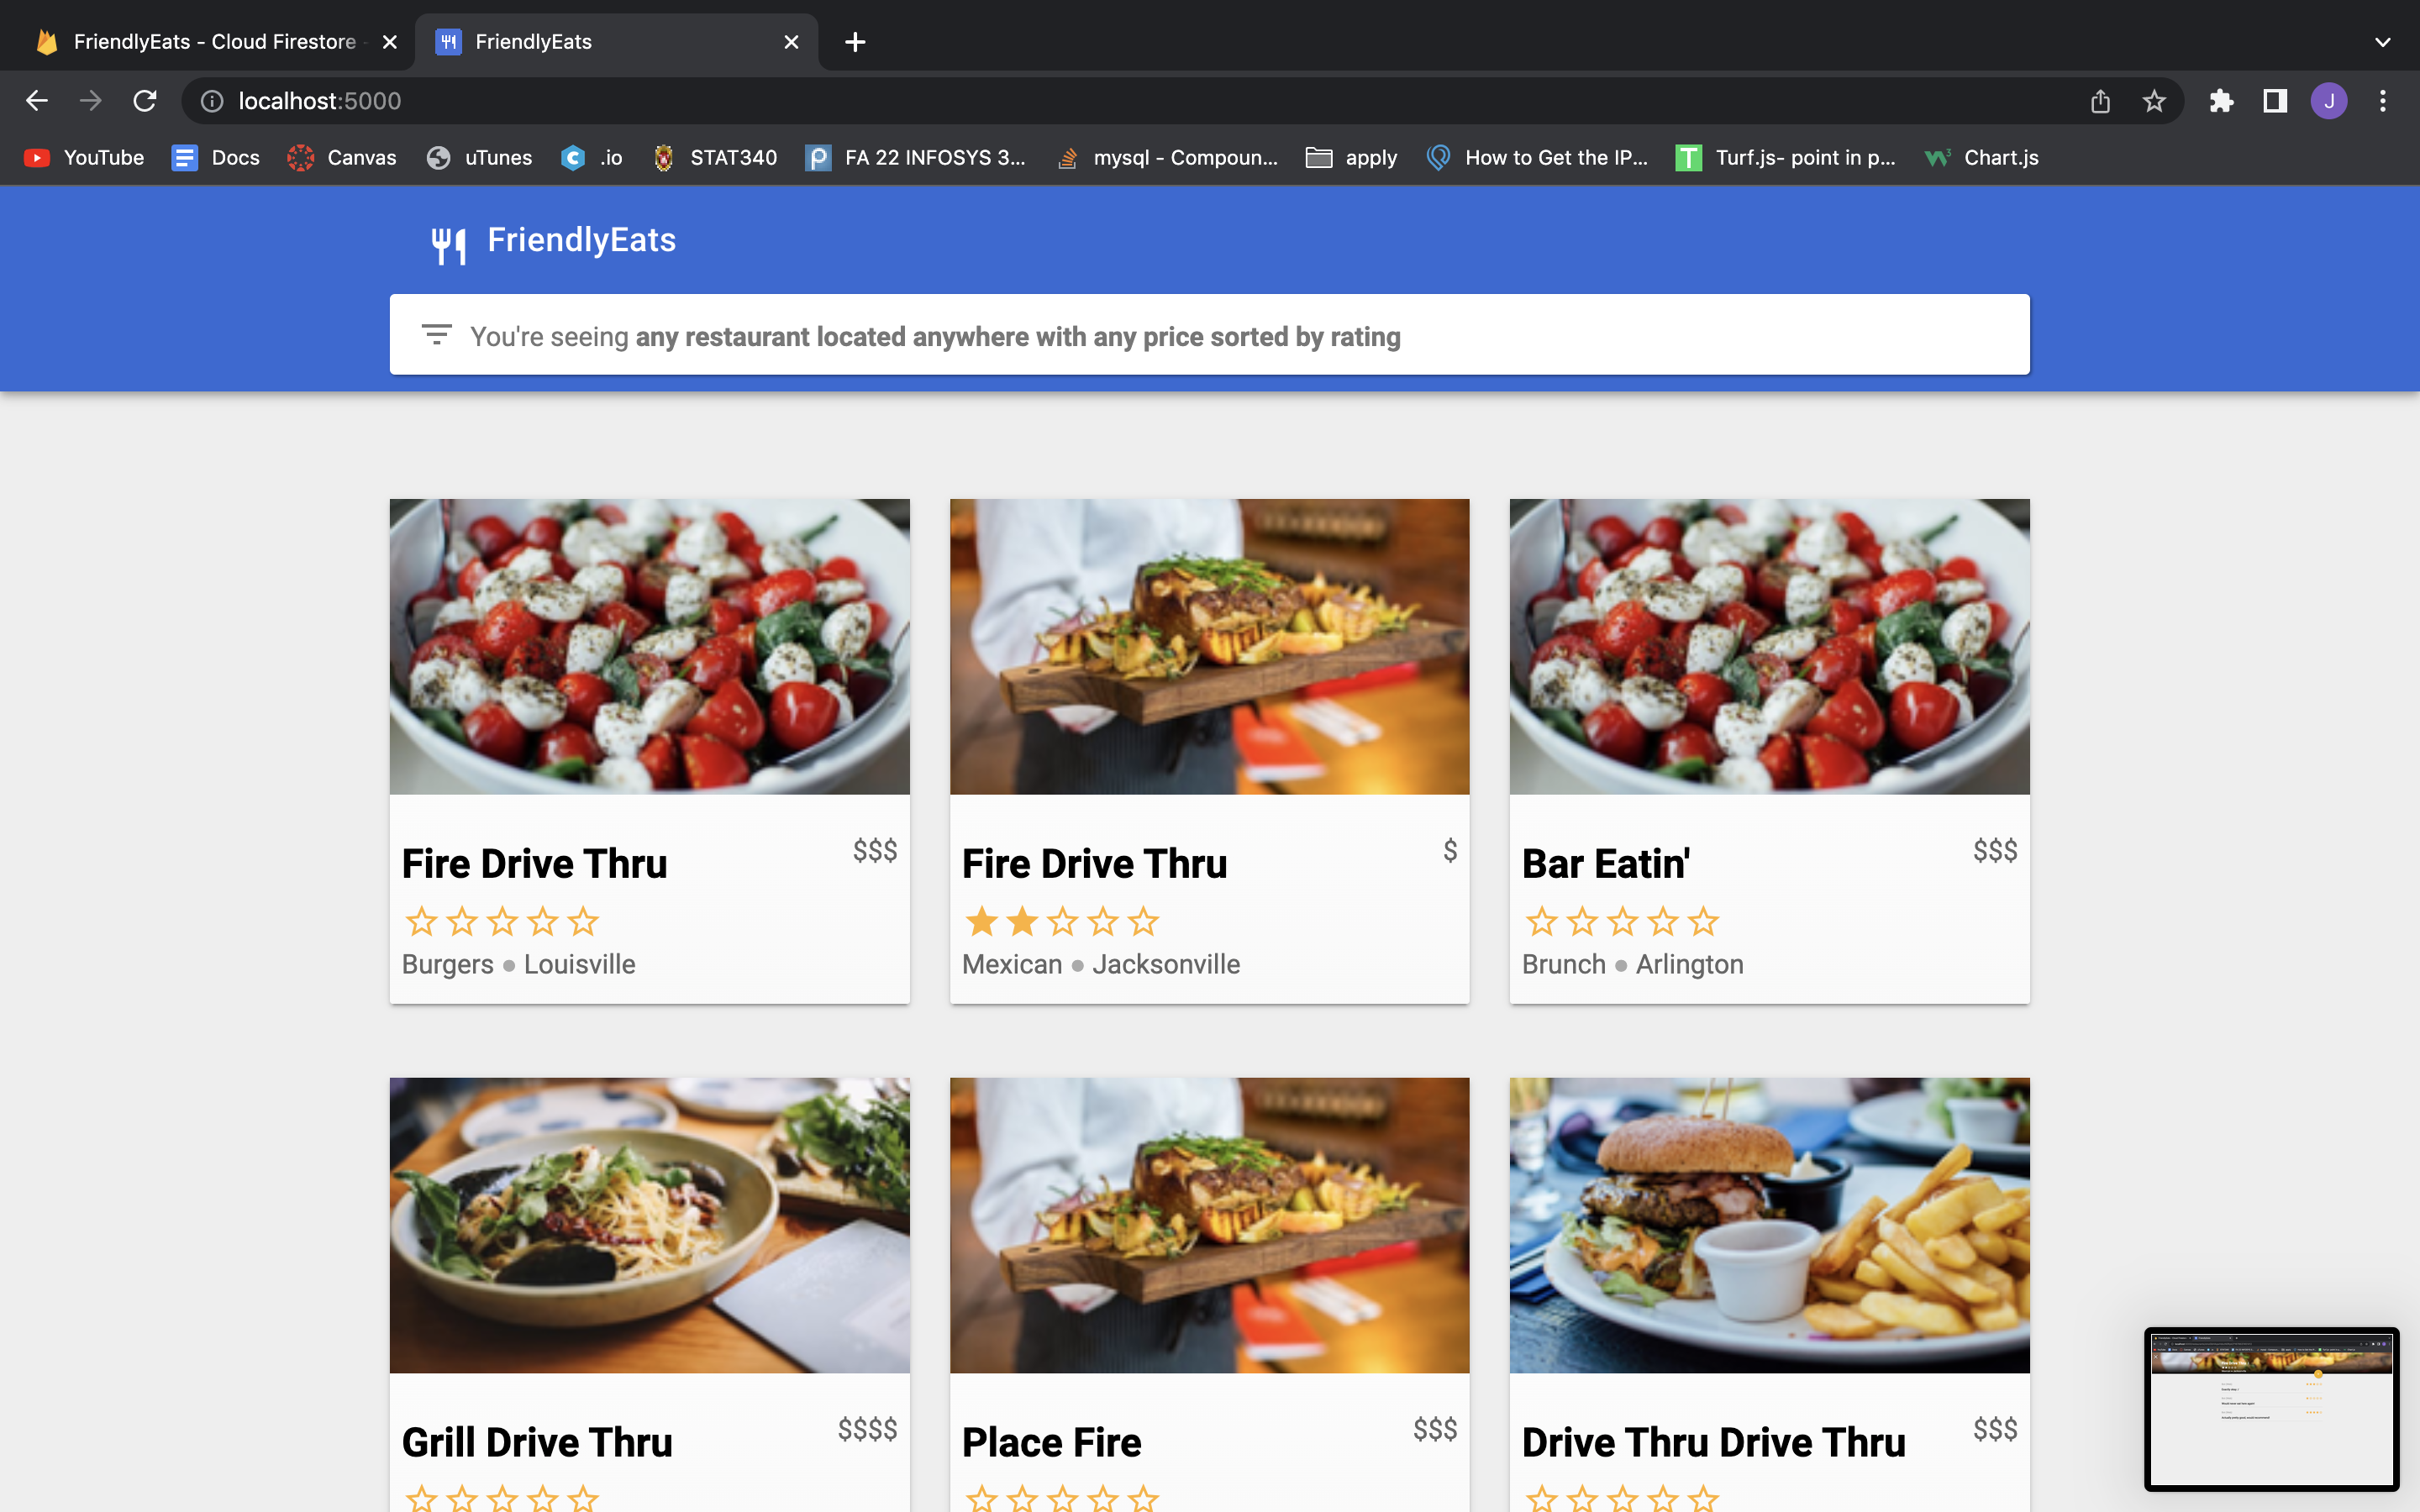 FriendlyEats - Cloud Firestore
FriendlyEats
localhost:5000
J
YouTube
Docs
Canvas
uTunes
.io
STAT340
FA 22 INFOSYS 3...
mysql - Compoun...
apply
How to Get the IP...
Turf.js- point in p...
Chart.js
FriendlyEats
You're seeing any restaurant located anywhere with any price sorted by rating
Fire Drive Thru
$$$
Burgers ● Louisville
Fire Drive Thru
$
Mexican ● Jacksonville
Bar Eatin'
$$$
Brunch ● Arlington
Grill Drive Thru
$$$$
Place Fire
$$$
Drive Thru Drive Thru
$$$